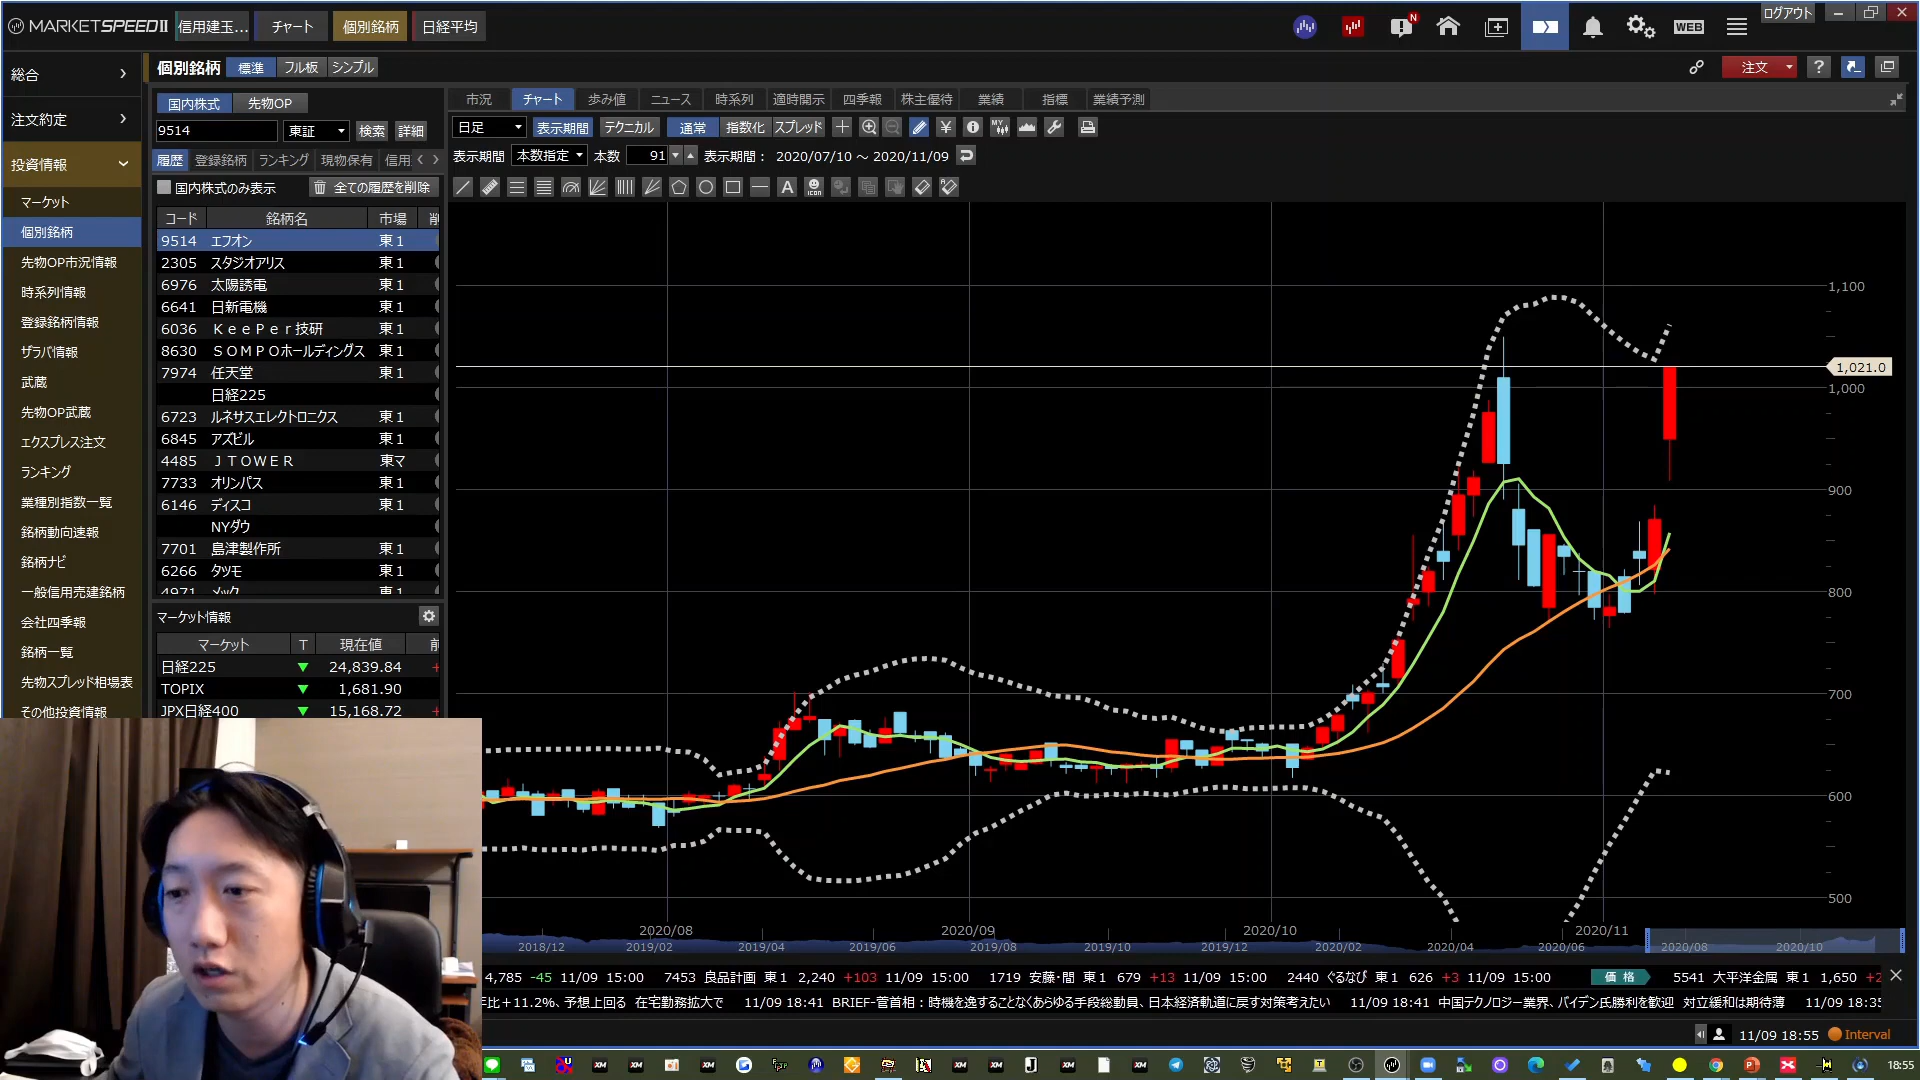 MARKETSPEED II 信用建玉... チャート 個別銘柄 日経平均 N WEB ログアウト
総合
注文約定
投資情報
マーケット
個別銘柄
先物OP市況情報
時系列情報
登録銘柄情報
ザラバ情報
武蔵
先物OP武蔵
エクスプレス注文
ランキング
業種別指数一覧
銘柄動向速報
銘柄ナビ
一般信用売建銘柄
会社四季報
銘柄一覧
先物スプレッド相場表
その他投資情報
個別銘柄 標準 フル板 シンプル 注文 ?
国内株式 先物OP
9514 東証 検索 詳細
履歴 登録銘柄 ランキング 現物保有 信用
国内株式のみ表示 全ての履歴を削除
コード 銘柄名 市場 削
9514 エフオン 東1
2305 スタジオアリス 東1
6976 太陽誘電 東1
6641 日新電機 東1
6036 KeePer技研 東1
8630 SOMPOホールディングス 東1
7974 任天堂 東1
日経225
6723 ルネサスエレクトロニクス 東1
6845 アズビル 東1
4485 JTOWER 東マ
7733 オリンパス 東1
6146 ディスコ 東1
NYダウ
7701 島津製作所 東1
6266 タツモ 東1
4971 メック 東1
マーケット情報
マーケット T 現在値 前
日経225 ▼ 24,839.84 +
TOPIX ▼ 1,681.90
JPX日経400 ▼ 15,168.72 +
市況 チャート 歩み値 ニュース 時系列 適時開示 四季報 株主優待 業績 指標 業績予測
日足 表示期間 テクニカル 通常 指数化 スプレッド ¥ MY
表示期間 本数指定 本数 91 表示期間： 2020/07/10 ～ 2020/11/09
A ICON
1,100
1,021.0
1,000
900
800
700
600
500
2020/08 2020/09 2020/10 2020/11
2018/12 2019/02 2019/04 2019/06 2019/08 2019/10 2019/12 2020/02 2020/04 2020/06 2020/08 2020/10
4,785 -45 11/09 15:00 7453 良品計画 東1 2,240 +103 11/09 15:00 1719 安藤・間 東1 679 +13 11/09 15:00 2440 ぐるなび 東1 626 +3 11/09 15:00 価格 5541 大平洋金属 東1 1,650 +2
年比＋11.2%、予想上回る 在宅勤務拡大で 11/09 18:41 BRIEF-菅首相：時機を逸することなくあらゆる手段総動員、日本経済軌道に戻す対策考えたい 11/09 18:41 中国テクノロジー業界、バイデン氏勝利を歓迎 対立緩和は期待薄 11/09 18:35
11/09 18:55 Interval
18:55